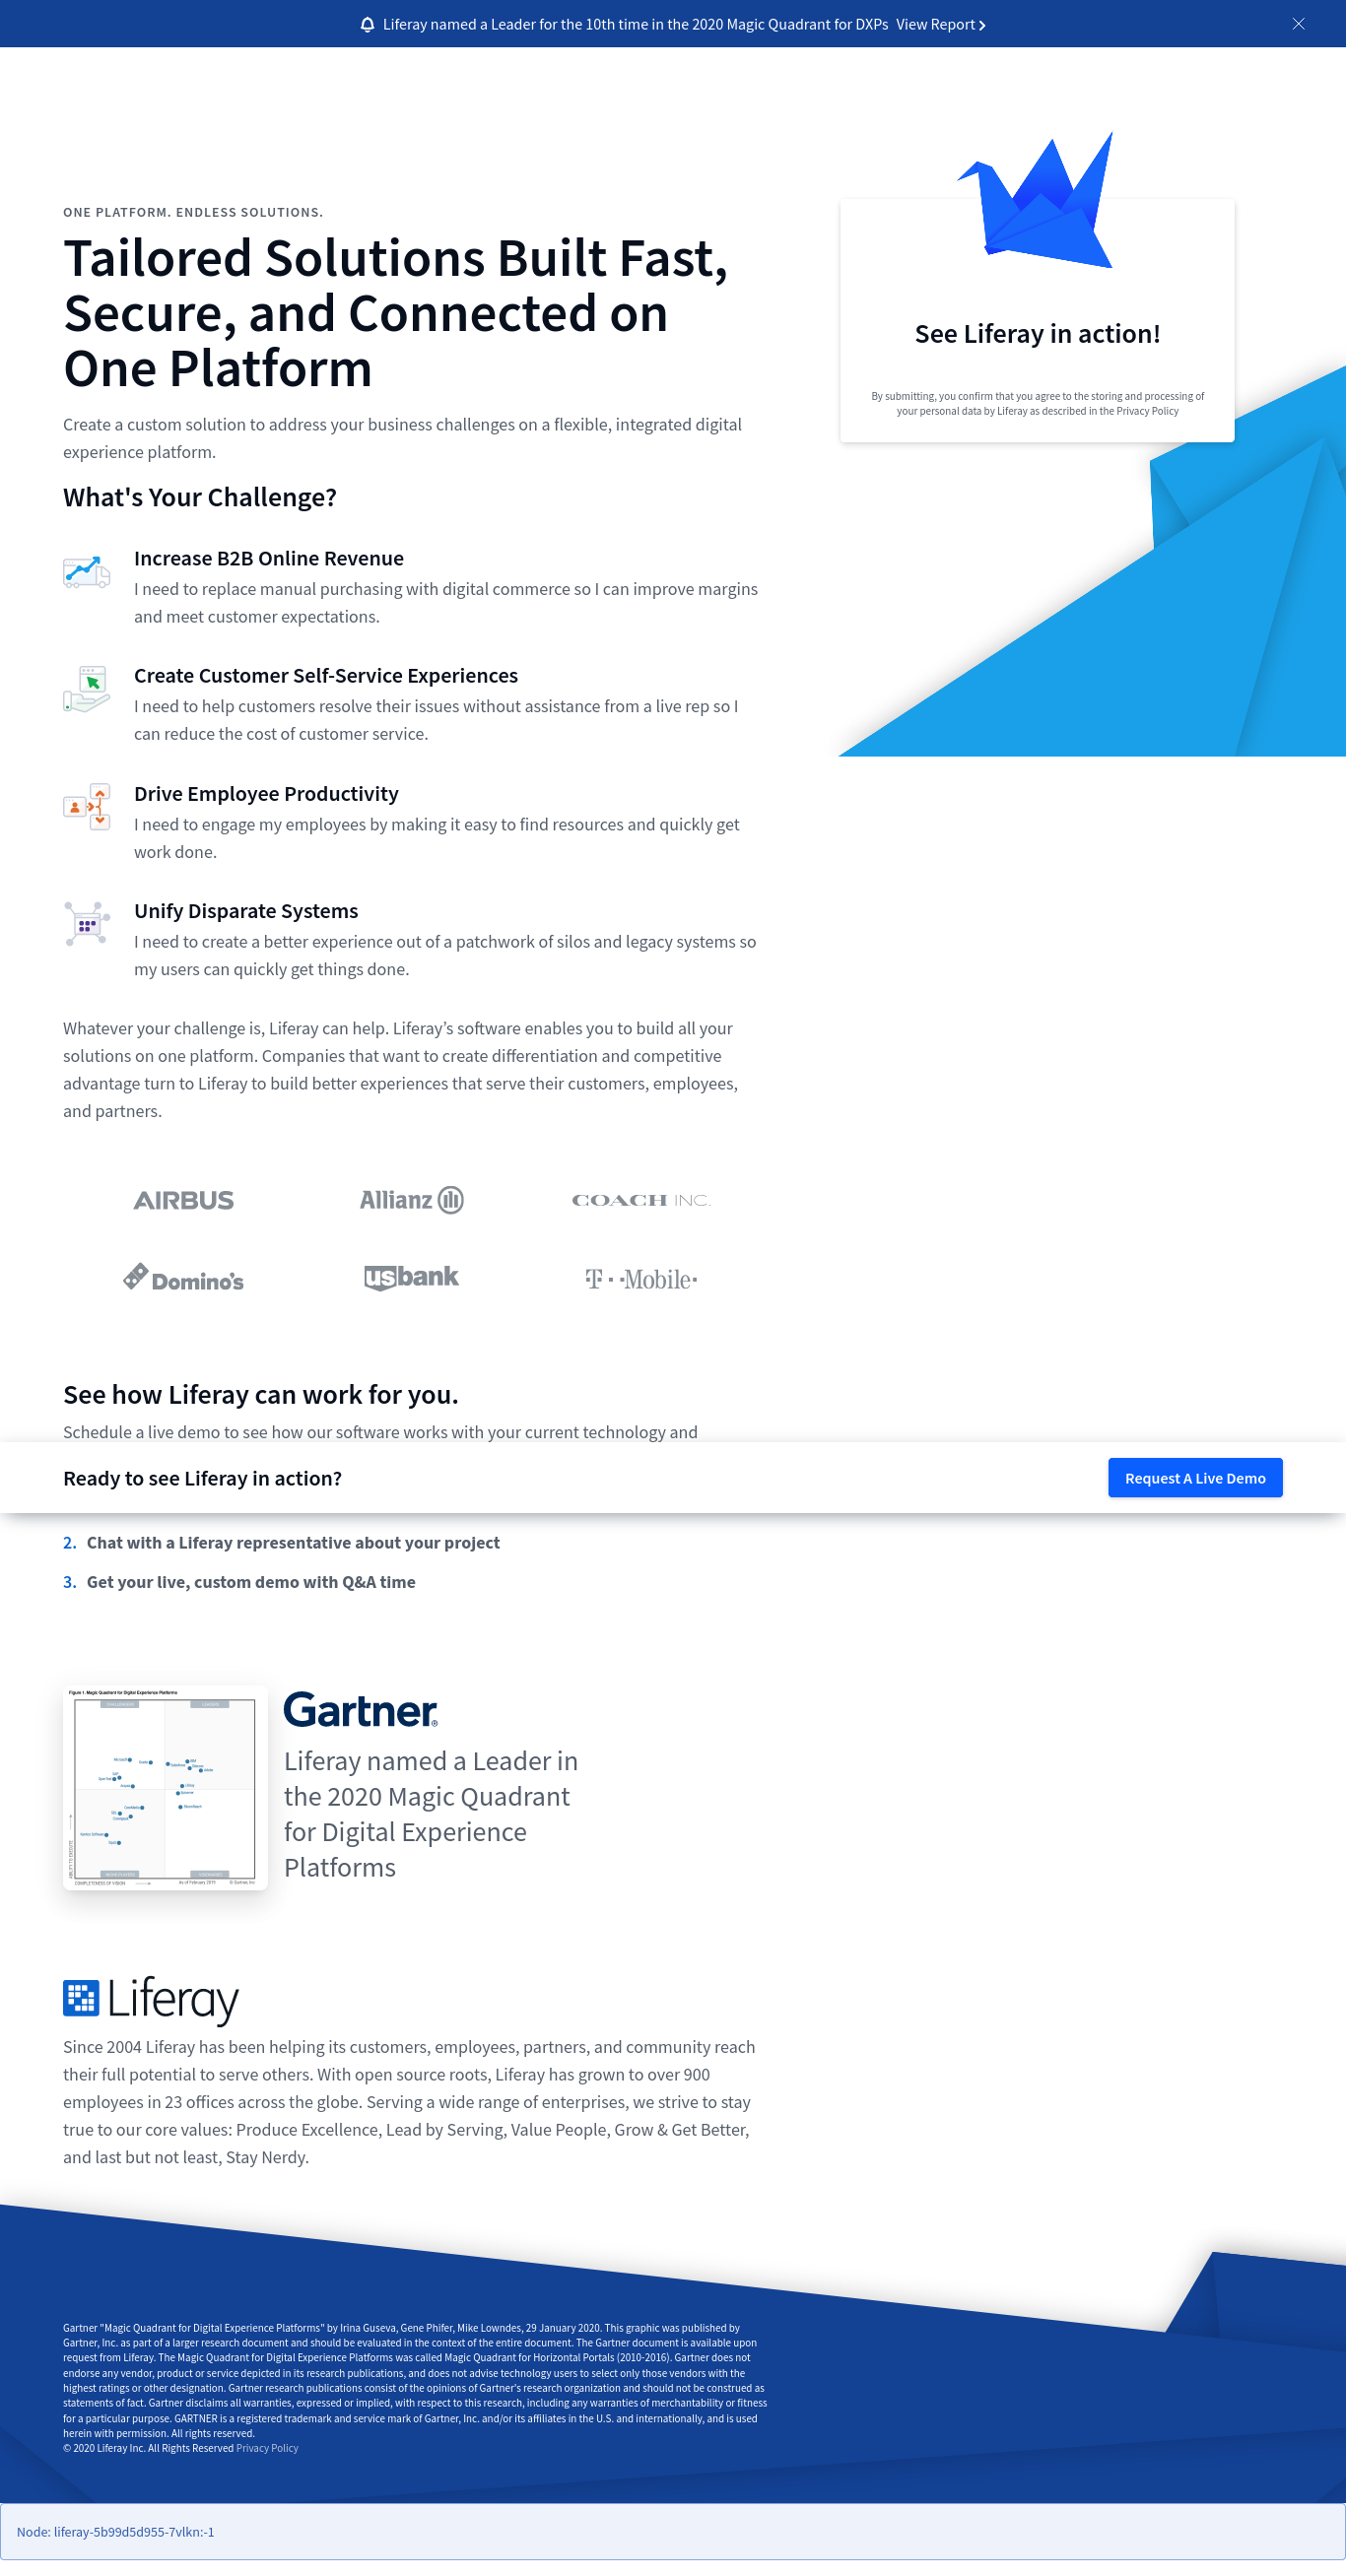 Liferay named a Leader for the 10th time in the 2020 Magic Quadrant for DXPs View Report
ONE PLATFORM. ENDLESS SOLUTIONS.
Tailored Solutions Built Fast,
Secure, and Connected on
One Platform
Create a custom solution to address your business challenges on a flexible, integrated digital
experience platform.
See Liferay in action!
By submitting, you confirm that you agree to the storing and processing of
your personal data by Liferay as described in the Privacy Policy
What's Your Challenge?
Increase B2B Online Revenue
I need to replace manual purchasing with digital commerce so I can improve margins
and meet customer expectations.
Create Customer Self-Service Experiences
I need to help customers resolve their issues without assistance from a live rep so I
can reduce the cost of customer service.
Drive Employee Productivity
I need to engage my employees by making it easy to find resources and quickly get
work done.
Unify Disparate Systems
I need to create a better experience out of a patchwork of silos and legacy systems so
my users can quickly get things done.
Whatever your challenge is, Liferay can help. Liferay’s software enables you to build all your
solutions on one platform. Companies that want to create differentiation and competitive
advantage turn to Liferay to build better experiences that serve their customers, employees,
and partners.
AIRBUS Allianz COACH INC.
Domino's usbank T Mobile
See how Liferay can work for you.
Schedule a live demo to see how our software works with your current technology and
Ready to see Liferay in action? Request A Live Demo
2. Chat with a Liferay representative about your project
3. Get your live, custom demo with Q&A time
Figure 1. Magic Quadrant for Digital Experience Platforms
COMPLETENESS OF VISION As of February 2019 © Gartner, Inc
Gartner®
Liferay named a Leader in
the 2020 Magic Quadrant
for Digital Experience
Platforms
Liferay
Since 2004 Liferay has been helping its customers, employees, partners, and community reach
their full potential to serve others. With open source roots, Liferay has grown to over 900
employees in 23 offices across the globe. Serving a wide range of enterprises, we strive to stay
true to our core values: Produce Excellence, Lead by Serving, Value People, Grow & Get Better,
and last but not least, Stay Nerdy.
Gartner "Magic Quadrant for Digital Experience Platforms" by Irina Guseva, Gene Phifer, Mike Lowndes, 29 January 2020. This graphic was published by
Gartner, Inc. as part of a larger research document and should be evaluated in the context of the entire document. The Gartner document is available upon
request from Liferay. The Magic Quadrant for Digital Experience Platforms was called Magic Quadrant for Horizontal Portals (2010-2016). Gartner does not
endorse any vendor, product or service depicted in its research publications, and does not advise technology users to select only those vendors with the
highest ratings or other designation. Gartner research publications consist of the opinions of Gartner's research organization and should not be construed as
statements of fact. Gartner disclaims all warranties, expressed or implied, with respect to this research, including any warranties of merchantability or fitness
for a particular purpose. GARTNER is a registered trademark and service mark of Gartner, Inc. and/or its affiliates in the U.S. and internationally, and is used
herein with permission. All rights reserved.
© 2020 Liferay Inc. All Rights Reserved Privacy Policy
Node: liferay-5b99d5d955-7vlkn:-1